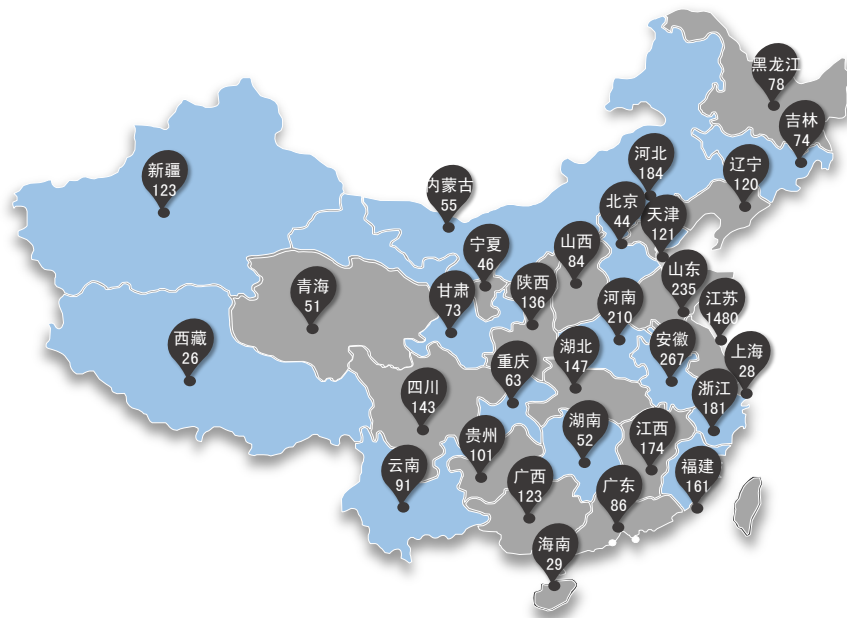 黑龙江
78
吉林
74
新疆
123
河北
184
辽宁
120
内蒙古
55
北京
44
天津
121
宁夏
46
山西
84
山东
235
青海
51
甘肃
73
陕西
136
河南
210
江苏
1480
西藏
26
湖北
147
安徽
267
上海
28
重庆
63
四川
143
浙江
181
贵州
101
湖南
52
江西
174
云南
91
福建
161
广西
123
广东
86
海南
29